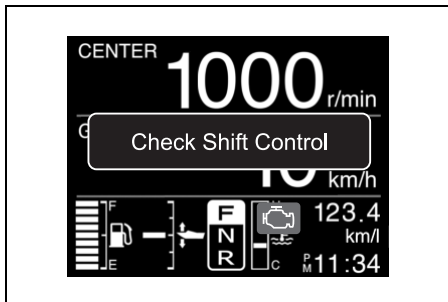 CENTER
1000 r/min
G
Check Shift Control
km/h
F
E
F
N
R
C
123.4
km/l
PM 11:34